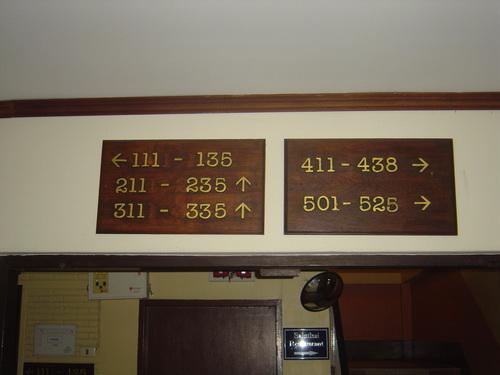 ←111 - 135
211 - 235↑
311 - 335↑
411 - 438 →
501 - 525 →
Restaurant